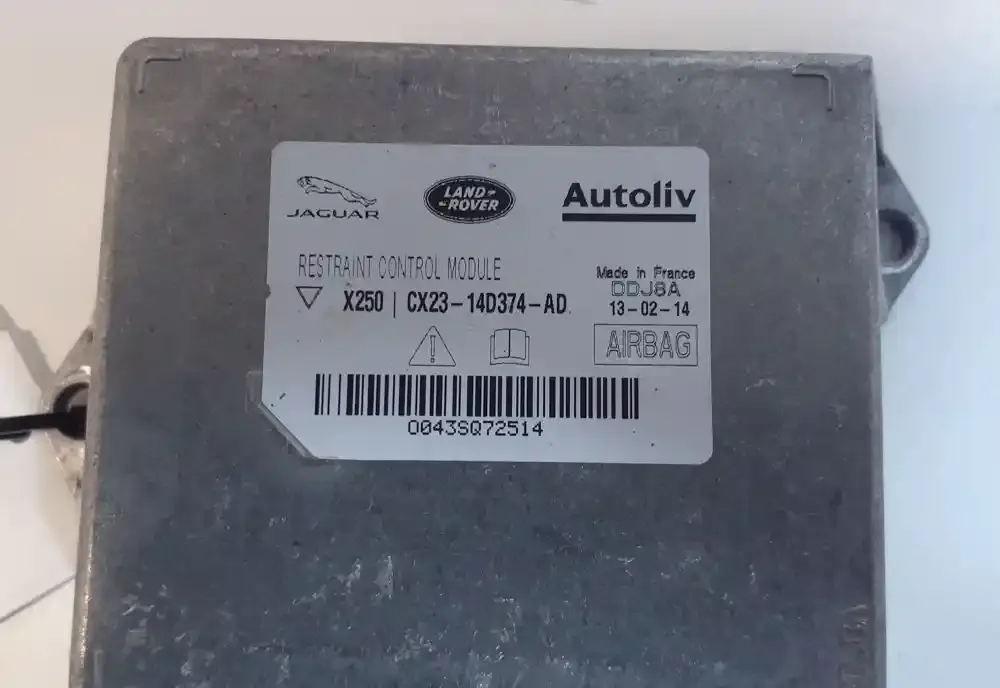 JAGUAR
LAND ROVER
Autoliv
RESTRAINT CONTROL MODULE
X250 | CX23-14D374-AD
Made in France
DDJ8A
13-02-14
AIRBAG
0043SQ72514